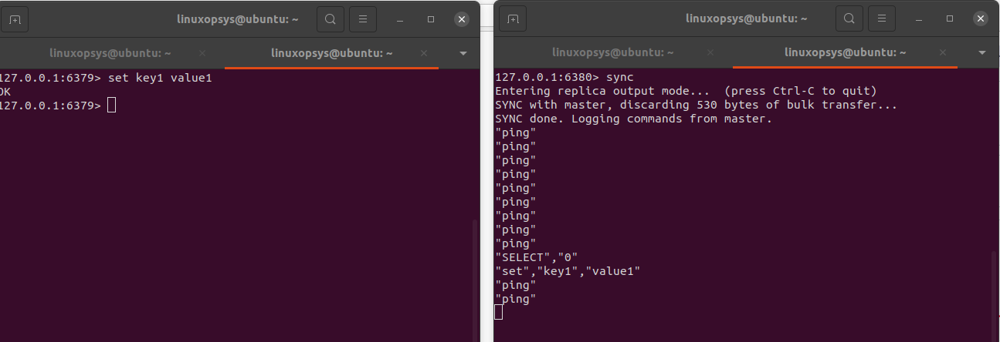 linuxopsys@ubuntu: ~
linuxopsys@ubuntu: ~
linuxopsys@ubuntu: ~
127.0.0.1:6379> set key1 value1
OK
127.0.0.1:6379>
linuxopsys@ubuntu: ~
linuxopsys@ubuntu: ~
linuxopsys@ubuntu: ~
127.0.0.1:6380> sync
Entering replica output mode...  (press Ctrl-C to quit)
SYNC with master, discarding 530 bytes of bulk transfer...
SYNC done. Logging commands from master.
"ping"
"ping"
"ping"
"ping"
"ping"
"ping"
"ping"
"ping"
"ping"
"SELECT","0"
"set","key1","value1"
"ping"
"ping"